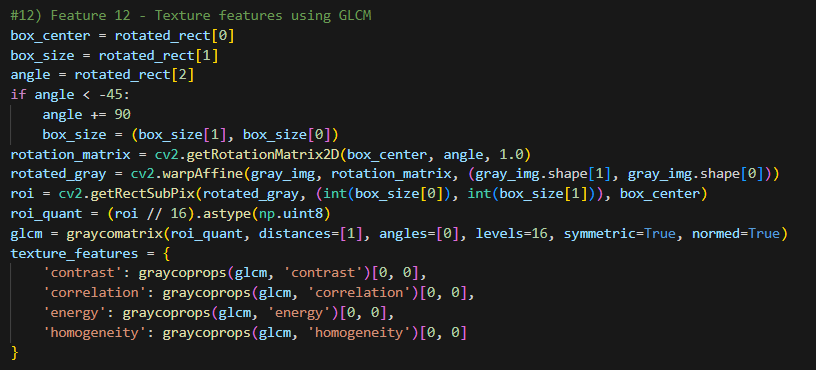 #12) Feature 12 - Texture features using GLCM
box_center = rotated_rect[0]
box_size = rotated_rect[1]
angle = rotated_rect[2]
if angle < -45:
    angle += 90
    box_size = (box_size[1], box_size[0])
rotation_matrix = cv2.getRotationMatrix2D(box_center, angle, 1.0)
rotated_gray = cv2.warpAffine(gray_img, rotation_matrix, (gray_img.shape[1], gray_img.shape[0]))
roi = cv2.getRectSubPix(rotated_gray, (int(box_size[0]), int(box_size[1])), box_center)
roi_quant = (roi // 16).astype(np.uint8)
glcm = graycomatrix(roi_quant, distances=[1], angles=[0], levels=16, symmetric=True, normed=True)
texture_features = {
    'contrast': graycoprops(glcm, 'contrast')[0, 0],
    'correlation': graycoprops(glcm, 'correlation')[0, 0],
    'energy': graycoprops(glcm, 'energy')[0, 0],
    'homogeneity': graycoprops(glcm, 'homogeneity')[0, 0]
}